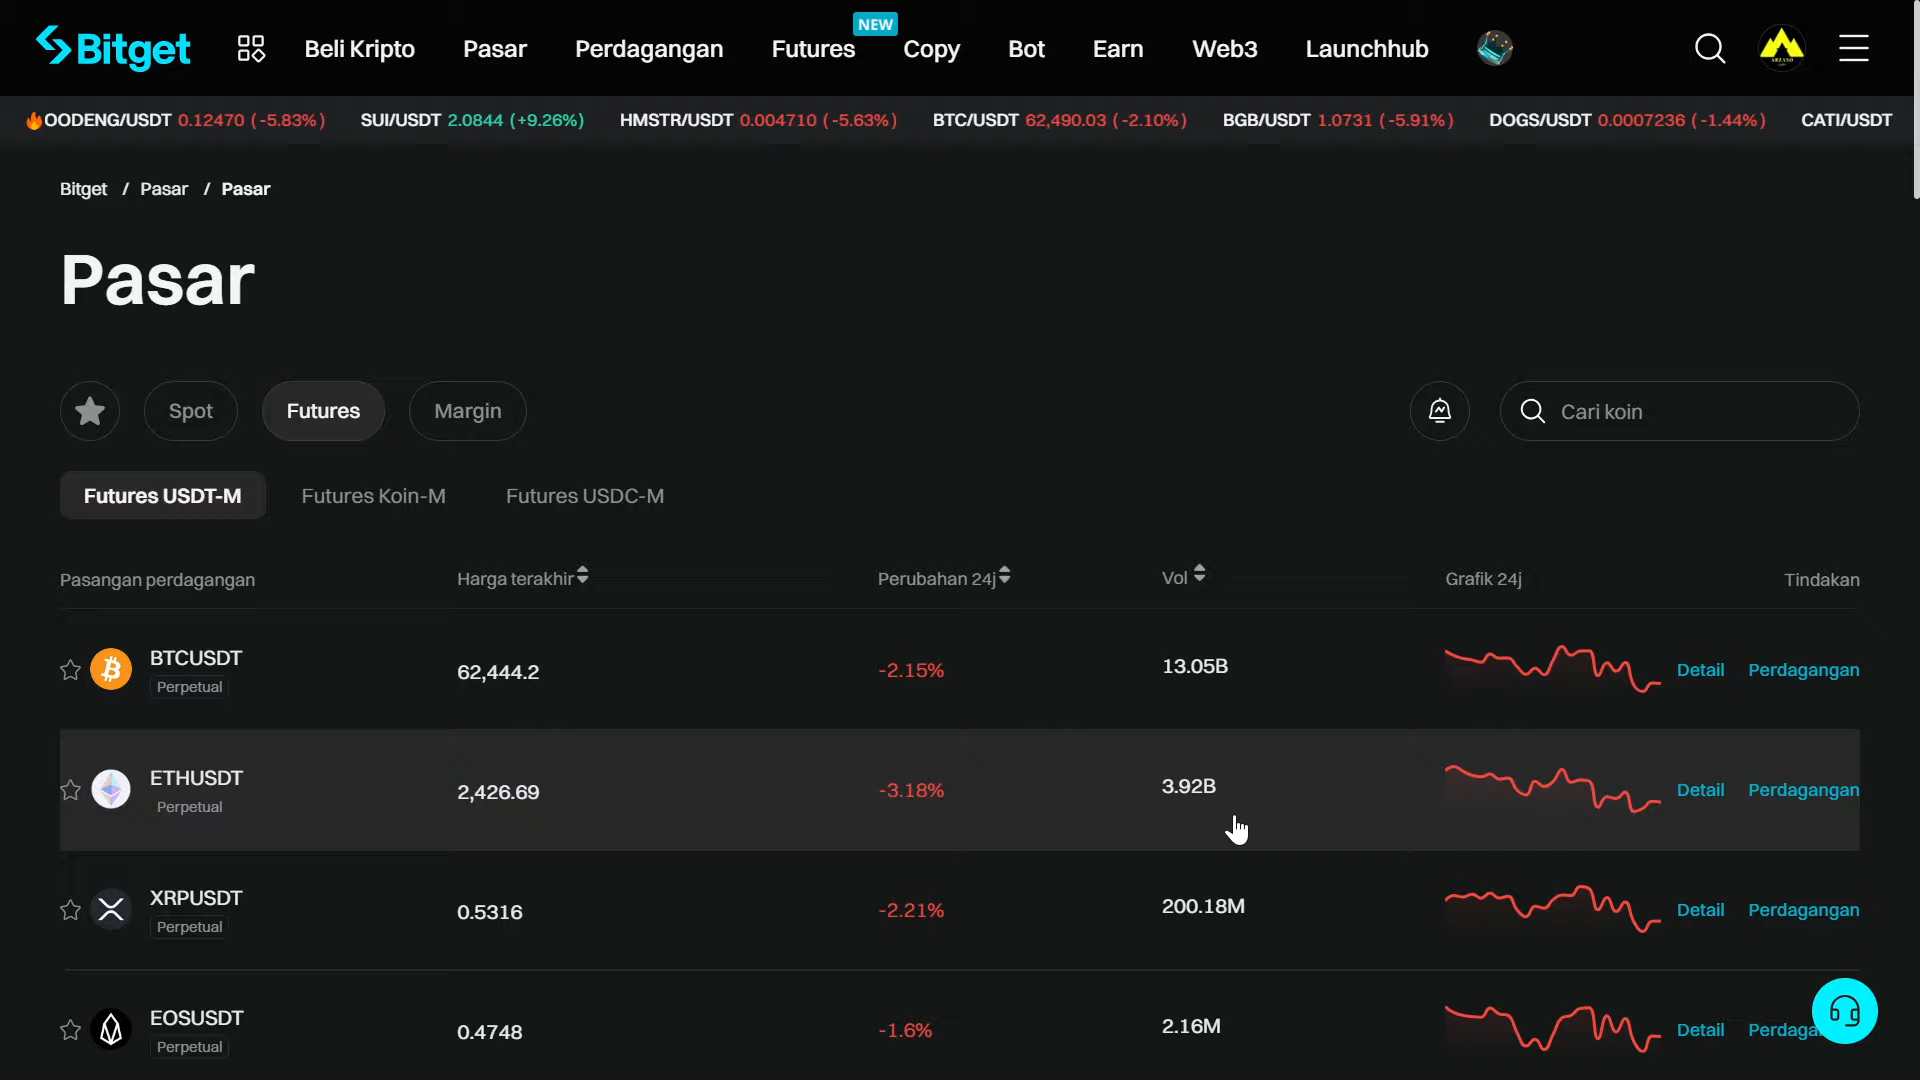 Bitget
Beli Kripto
Pasar
Perdagangan
Futures
NEW
Copy
Bot
Earn
Web3
Launchhub
OODENG/USDT 0.12470 (-5.83%)
SUI/USDT 2.0844 (+9.26%)
HMSTR/USDT 0.004710 (-5.63%)
BTC/USDT 62,490.03 (-2.10%)
BGB/USDT 1.0731 (-5.91%)
DOGS/USDT 0.0007236 (-1.44%)
CATI/USDT
Bitget / Pasar / Pasar
Pasar
Spot
Futures
Margin
Cari koin
Futures USDT-M
Futures Koin-M
Futures USDC-M
Pasangan perdagangan
Harga terakhir
Perubahan 24j
Vol
Grafik 24j
Tindakan
BTCUSDT
Perpetual
62,444.2
-2.15%
13.05B
Detail
Perdagangan
ETHUSDT
Perpetual
2,426.69
-3.18%
3.92B
Detail
Perdagangan
XRPUSDT
Perpetual
0.5316
-2.21%
200.18M
Detail
Perdagangan
EOSUSDT
Perpetual
0.4748
-1.6%
2.16M
Detail
Perdaga